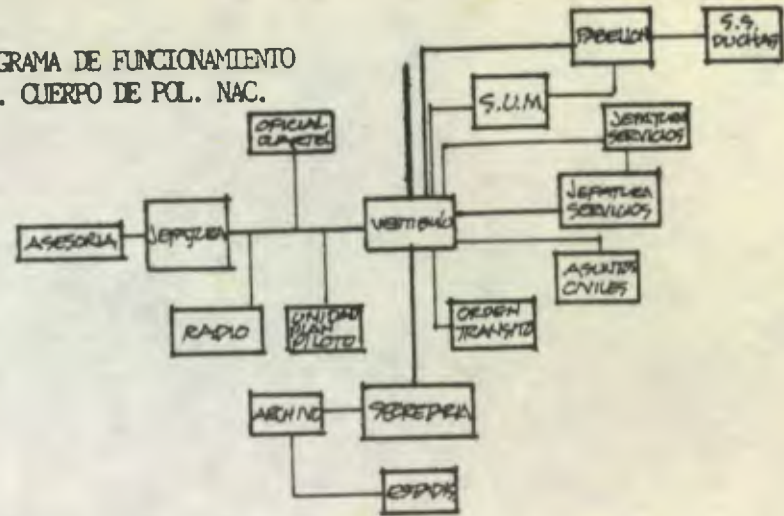 GRAMA DE FUNCIONAMIENTO
. CUERPO DE POL. NAC.
PABELLON
S.S.
DUCHAS
S.U.M.
OFICIAL
CUARTEL
JEFATURA
SERVICIOS
JEFATURA
SERVICIOS
ASESORIA
JEFATURA
VESTIBULO
ASUNTOS
CIVILES
RADIO
UNIDAD
PLAN
PILOTO
ORDEN
TRANSITO
ARCHIVO
SECRETARIA
ESTADIS